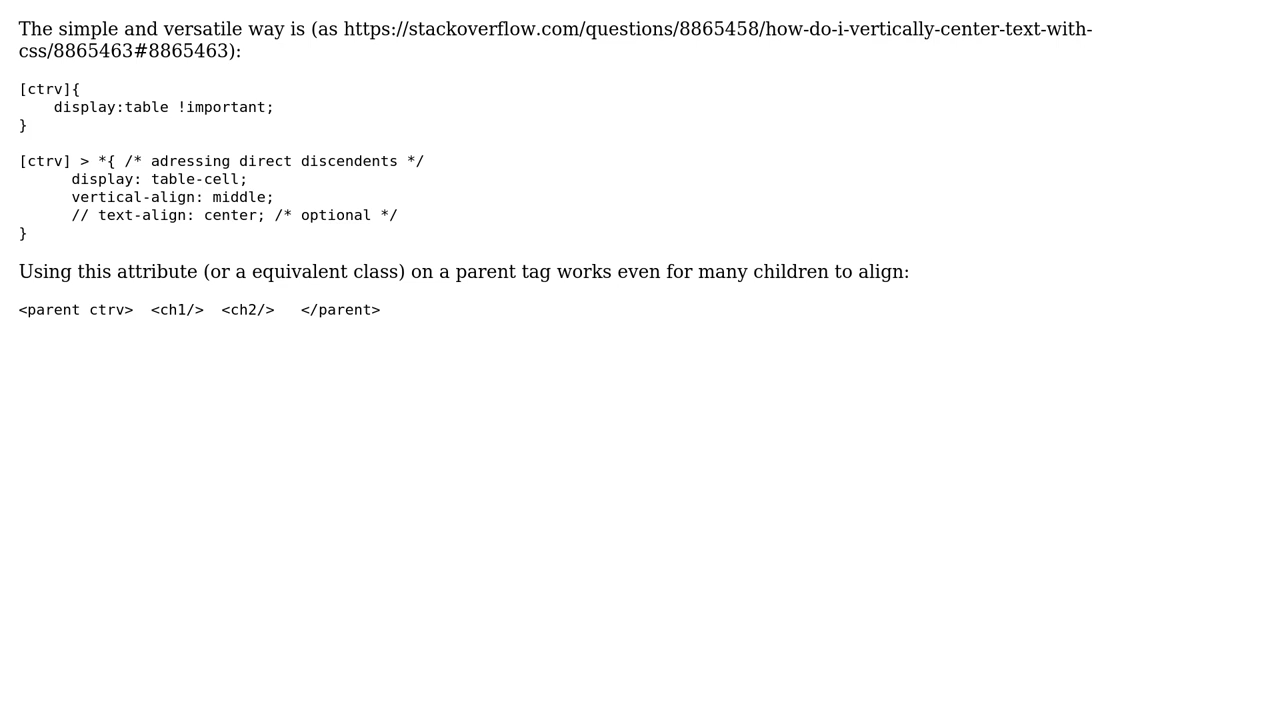 The simple and versatile way is (as https://stackoverflow.com/questions/8865458/how-do-i-vertically-center-text-with-
css/8865463#8865463):
[ctrv]{
    display:table !important;
}
[ctrv] > *{ /* adressing direct discendents */
      display: table-cell;
      vertical-align: middle;
      // text-align: center; /* optional */
}
Using this attribute (or a equivalent class) on a parent tag works even for many children to align:
<parent ctrv>  <ch1/>  <ch2/>   </parent>